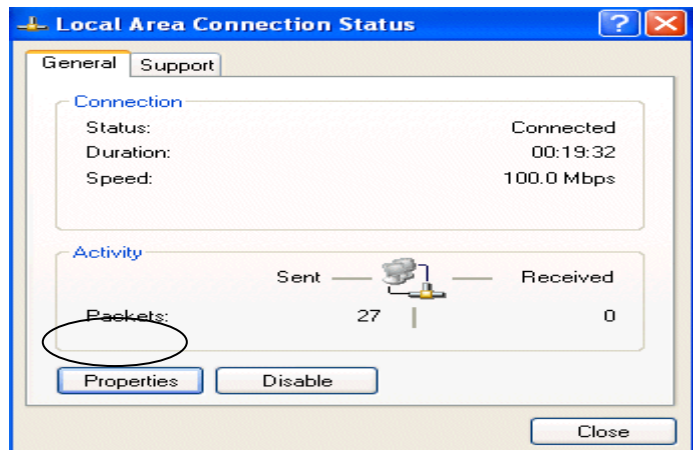 Local Area Connection Status
General Support
Connection
Status: Connected
Duration: 00:19:32
Speed: 100.0 Mbps
Activity
Sent Received
Packets: 27 0
Properties Disable
Close